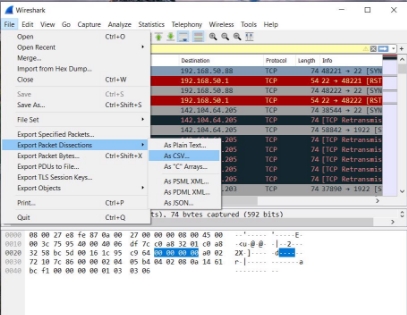 Wireshark
File Edit View Go Capture Analyze Statistics Telephony Wireless Tools Help
Open Ctrl+O
Open Recent
Merge...
Import from Hex Dump...
Close Ctrl+W
Save Ctrl+S
Save As... Ctrl+Shift+S
File Set
Export Specified Packets...
Export Packet Dissections
Export Packet Bytes... Ctrl+Shift+X
Export PDUs to File...
Export TLS Session Keys...
Export Objects
Print... Ctrl+P
Quit Ctrl+Q
As Plain Text...
As CSV...
As "C" Arrays...
As PSML XML...
As PDML XML...
As JSON...
Destination Protocol Length Info
192.168.50.88 TCP 74 48221 → 22 [SYN
192.168.50.1 TCP 54 22 → 48221 [RST
192.168.50.88 TCP 74 48221 → 22 [SYN
192.168.50.1 TCP 54 22 → 48221 [RST
142.104.64.205 TCP 74 38544 → 22 [SYN
142.104.64.205 TCP 74 [TCP Retransmis
142.104.64.205 TCP 74 58842 → 1922 [S
TCP 74 [TCP Retransmis
TCP 74 [TCP Retransmis
TCP 74 [TCP Retransmis
TCP 74 [TCP Retransmis
TCP 74 37890 → 1922 [S
ts), 74 bytes captured (592 bits)
0000 08 00 27 e8 fe 87 0a 00 27 00 00 00 08 00 45 00
0010 00 3c 75 95 40 00 40 06 df 7c c0 a8 32 01 c0 a8
0020 32 58 bc 5d 00 16 1c 95 c9 64 00 00 00 00 a0 02
0030 72 10 7c 86 00 00 02 04 05 b4 04 02 08 0a 14 61
0040 bc f1 00 00 00 00 01 03 03 06